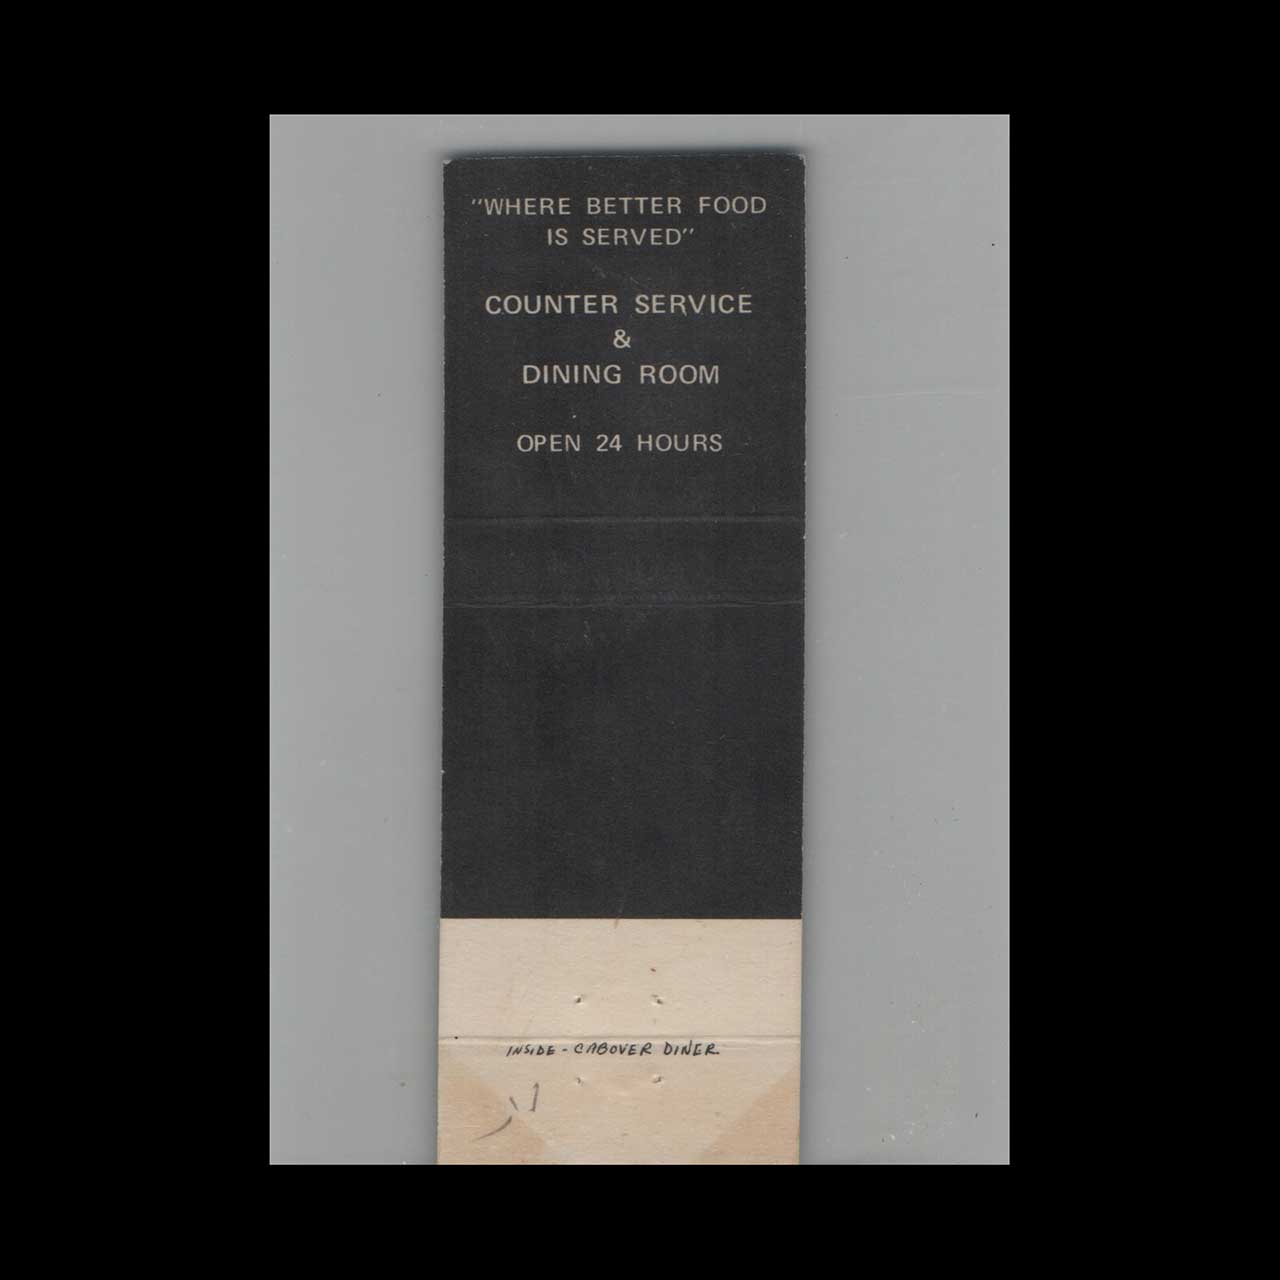 "WHERE BETTER FOOD
IS SERVED"
COUNTER SERVICE
&
DINING ROOM
OPEN 24 HOURS
INSIDE - CABOVER DINER